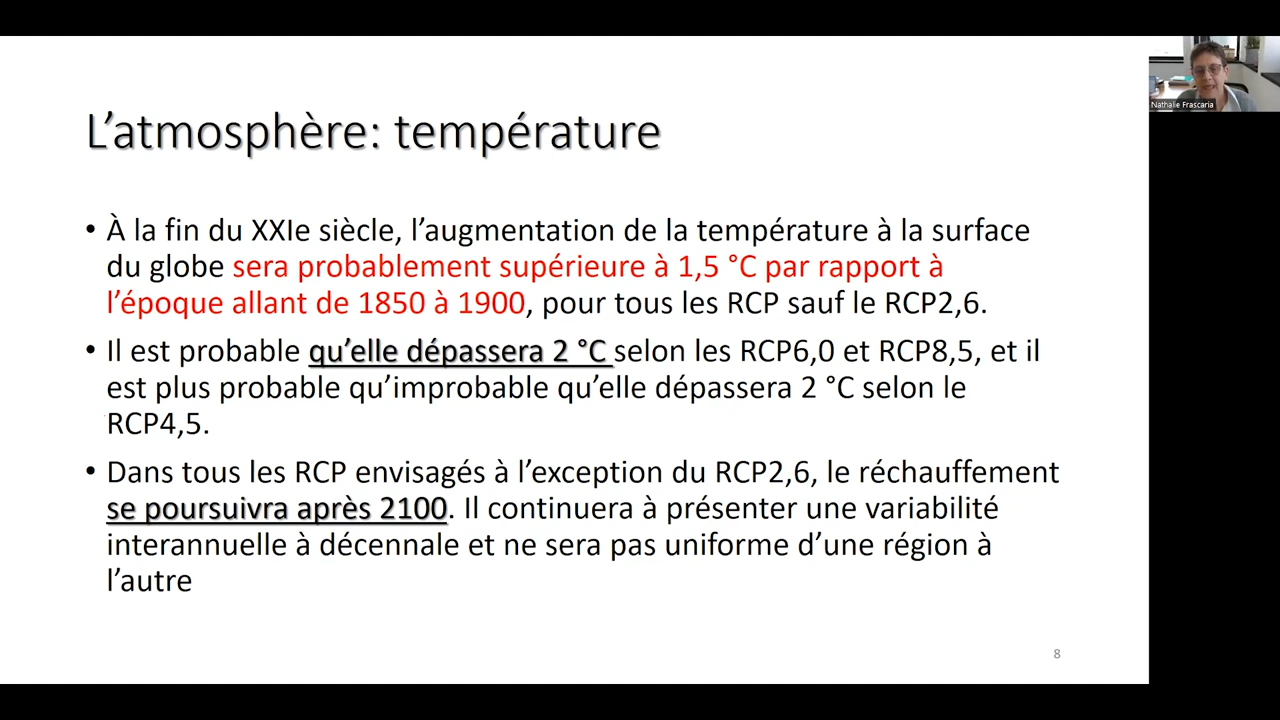 Nathalie Frascaria
L’atmosphère: température
• À la fin du XXIe siècle, l’augmentation de la température à la surface
du globe sera probablement supérieure à 1,5 °C par rapport à
l’époque allant de 1850 à 1900, pour tous les RCP sauf le RCP2,6.
• Il est probable qu’elle dépassera 2 °C selon les RCP6,0 et RCP8,5, et il
est plus probable qu’improbable qu’elle dépassera 2 °C selon le
RCP4,5.
• Dans tous les RCP envisagés à l’exception du RCP2,6, le réchauffement
se poursuivra après 2100. Il continuera à présenter une variabilité
interannuelle à décennale et ne sera pas uniforme d’une région à
l’autre
8